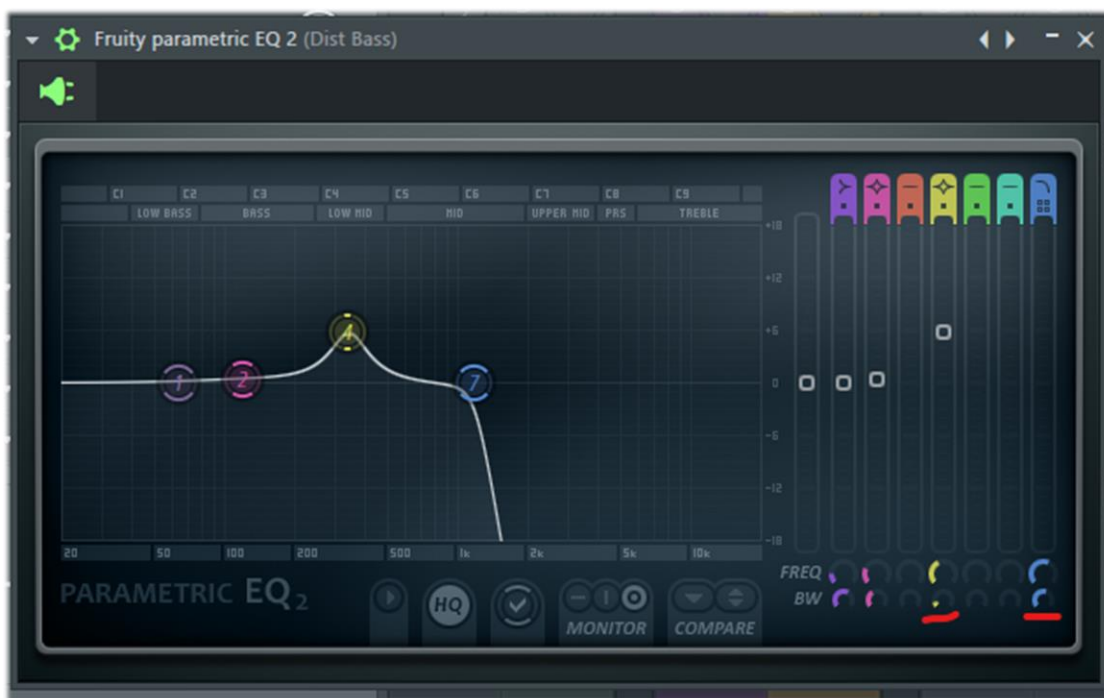 Fruity parametric EQ 2 (Dist Bass)
C1 C2 C3 C4 C5 C6 C7 C8 C9
LOW BASS BASS LOW MID MID UPPER MID PRS TREBLE
+18
+12
+6
0
-6
-12
-18
1 2 4 7
20 50 100 200 500 1k 2k 5k 10k
FREQ
BW
PARAMETRIC EQ2
HQ
MONITOR COMPARE